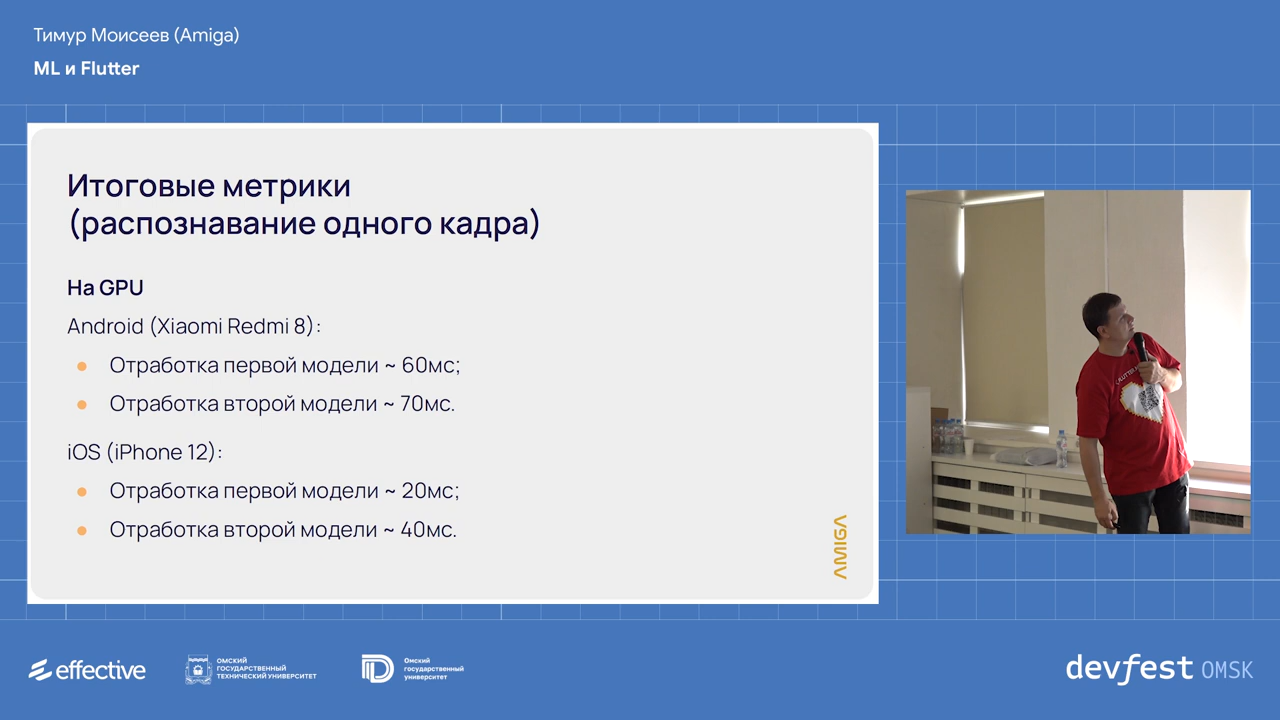 Тимур Моисеев (Amiga)
ML и Flutter
Итоговые метрики
(распознавание одного кадра)
На GPU
Android (Xiaomi Redmi 8):
Отработка первой модели ~ 60мс;
Отработка второй модели ~ 70мс.
iOS (iPhone 12):
Отработка первой модели ~ 20мс;
Отработка второй модели ~ 40мс.
AMIGA
effective
ОМСКИЙ
ГОСУДАРСТВЕННЫЙ
ТЕХНИЧЕСКИЙ УНИВЕРСИТЕТ
Омский
государственный
университет
devfest OMSK